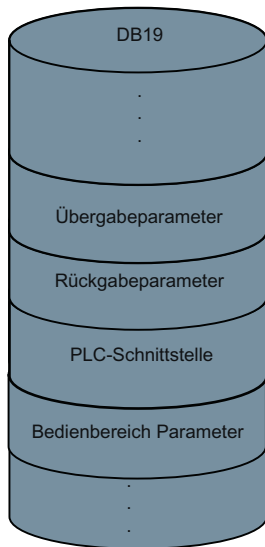 DB19
.
.
.
Übergabeparameter
Rückgabeparameter
PLC-Schnittstelle
Bedienbereich Parameter
.
.
.